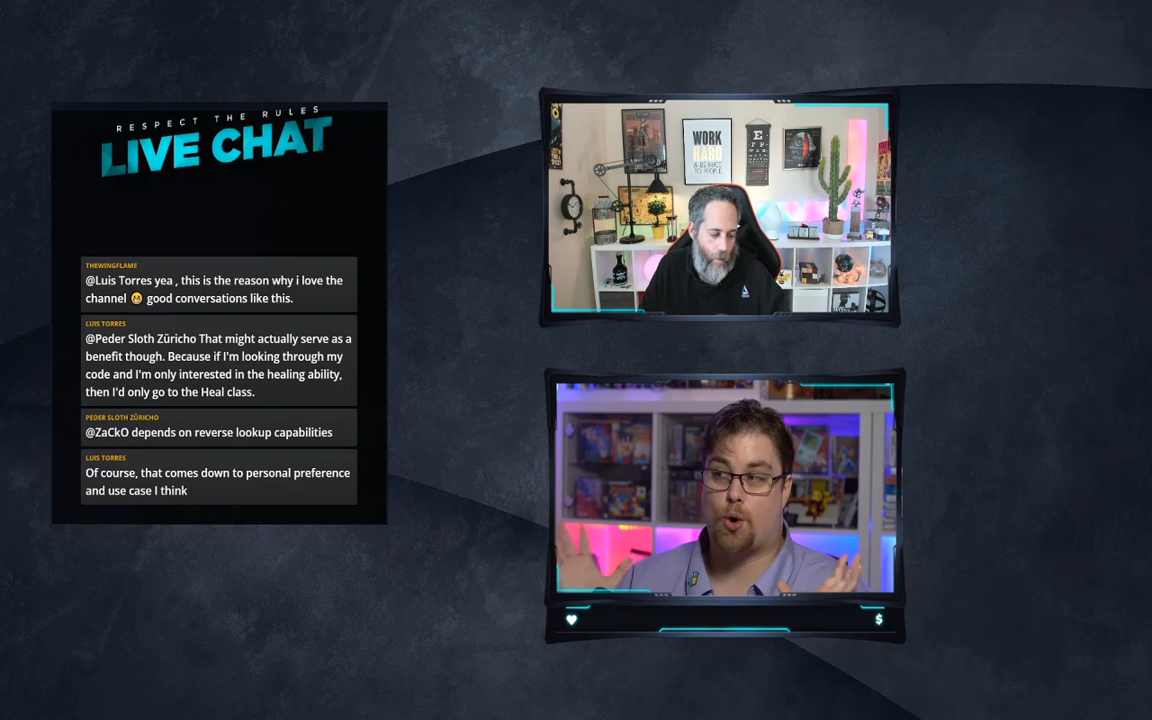 RESPECT THE RULES
LIVE CHAT
THEWINGFLAME
@Luis Torres yea , this is the reason why i love the
channel 😀 good conversations like this.
LUIS TORRES
@Peder Sloth Züricho That might actually serve as a
benefit though. Because if I'm looking through my
code and I'm only interested in the healing ability,
then I'd only go to the Heal class.
PEDER SLOTH ZÜRICHO
@ZaCkO depends on reverse lookup capabilities
LUIS TORRES
Of course, that comes down to personal preference
and use case I think
WORK
HARD
& BE NICE
TO PEOPLE
E
F P
$